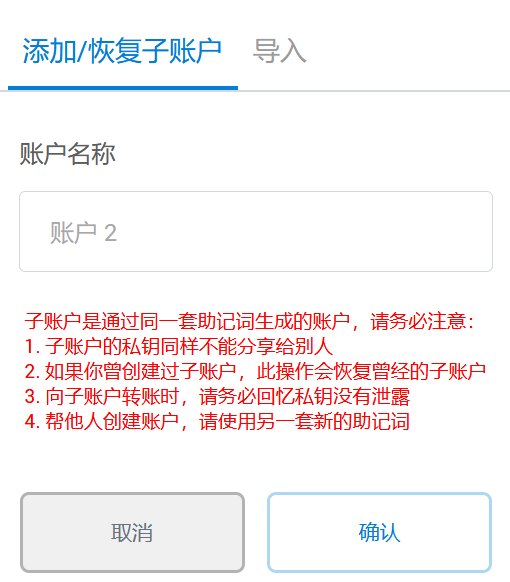 添加/恢复子账户 导入
账户名称
账户 2
子账户是通过同一套助记词生成的账户，请务必注意：
1. 子账户的私钥同样不能分享给别人
2. 如果你曾创建过子账户，此操作会恢复曾经的子账户
3. 向子账户转账时，请务必回忆私钥没有泄露
4. 帮他人创建账户，请使用另一套新的助记词
取消 确认